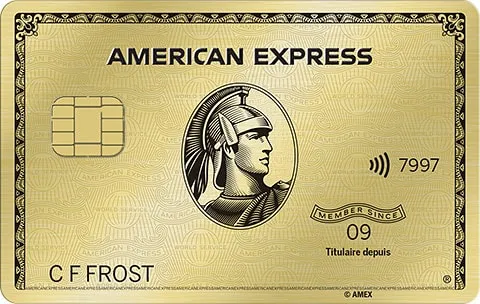 AMERICAN EXPRESS
7997
MEMBER SINCE
09
Titulaire depuis
C F FROST
®
© AMEX